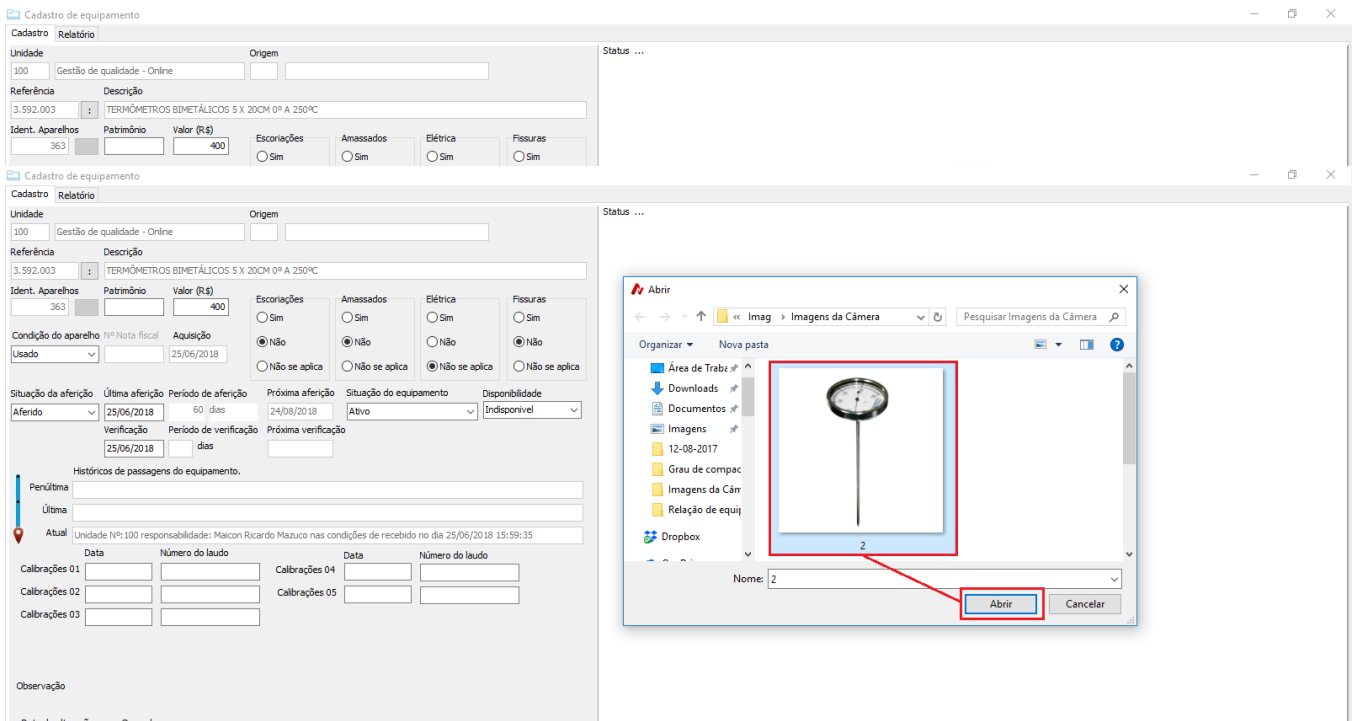 Cadastro de equipamento
Cadastro Relatório
Unidade Origem Status ...
100 Gestão de qualidade - Online
Referência Descrição
3.592.003 : TERMÔMETROS BIMETÁLICOS 5 X 20CM 0º A 250ºC
Ident. Aparelhos Patrimônio Valor (R$) Escoriações Amassados Elétrica Fissuras
363 400
Sim Sim Sim Sim
Cadastro de equipamento
Cadastro Relatório
Unidade Origem Status ...
100 Gestão de qualidade - Online
Referência Descrição
3.592.003 : TERMÔMETROS BIMETÁLICOS 5 X 20CM 0º A 250ºC
Ident. Aparelhos Patrimônio Valor (R$) Escoriações Amassados Elétrica Fissuras
363 400
Sim Sim Sim Sim
Condição do aparelho Nº Nota fiscal Aquisição
Não Não Não Não
Usado 25/06/2018
Não se aplica Não se aplica Não se aplica Não se aplica
Situação da aferição Última aferição Período de aferição Próxima aferição Situação do equipamento Disponibilidade
Aferido 25/06/2018 60 dias 24/08/2018 Ativo Indisponivel
Verificação Período de verificação Próxima verificação
25/06/2018 dias
Históricos de passagens do equipamento.
Penúltima
Última
Atual Unidade Nº:100 responsabilidade: Maicon Ricardo Mazuco nas condições de recebido no dia 25/06/2018 15:59:35
Data Número do laudo Data Número do laudo
Calibrações 01 Calibrações 04
Calibrações 02 Calibrações 05
Calibrações 03
Observação
Abrir
« Imag > Imagens da Câmera Pesquisar Imagens da Câmera
Organizar Nova pasta
Área de Traba
Downloads
Documentos
Imagens
12-08-2017
Grau de compac
Imagens da Câm
Relação de equip
Dropbox
2
Nome: 2
Abrir Cancelar